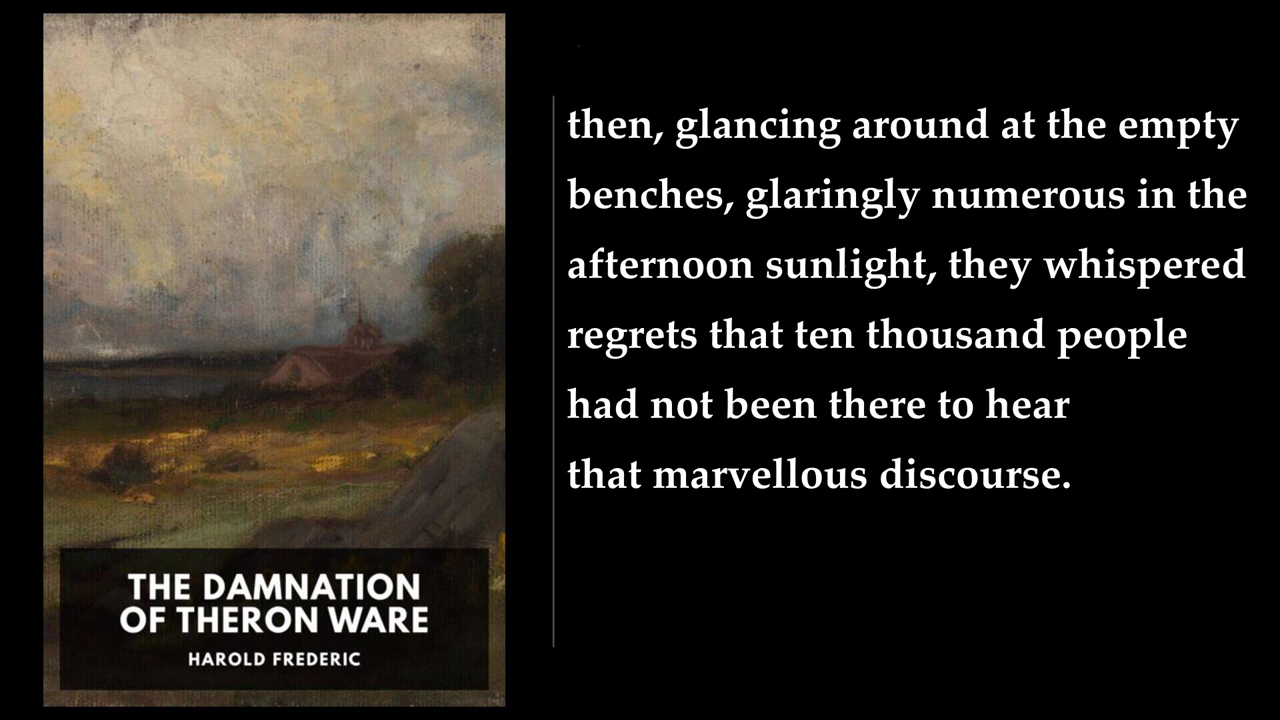 then, glancing around at the empty
benches, glaringly numerous in the
afternoon sunlight, they whispered
regrets that ten thousand people
had not been there to hear
that marvellous discourse.
THE DAMNATION
OF THERON WARE
HAROLD FREDERIC